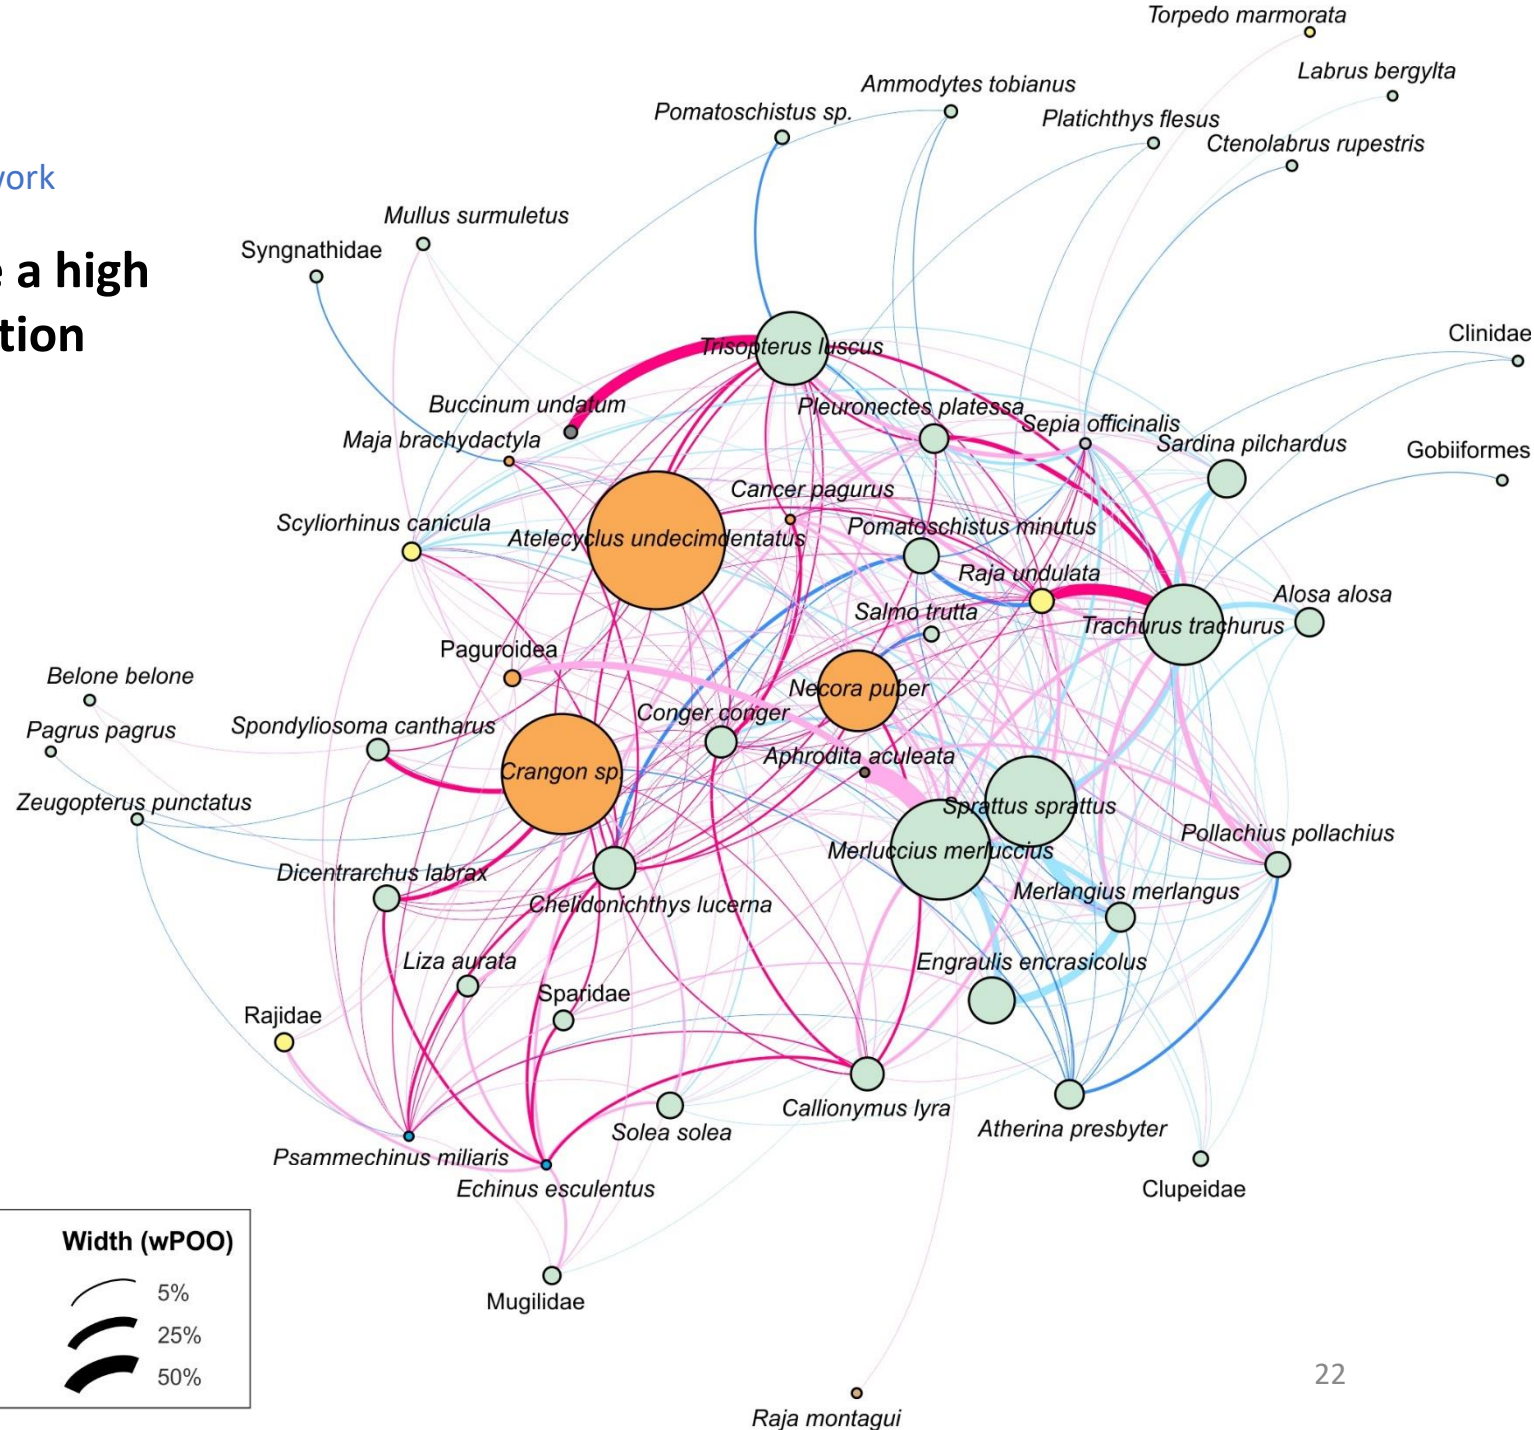 Torpedo marmorata
Labrus bergylta
Ammodytes tobianus
Pomatoschistus sp.
Platichthys flesus
Ctenolabrus rupestris
work
Mullus surmuletus
Syngnathidae
e a high
tion
Clinidae
Trisopterus luscus
Buccinum undatum
Pleuronectes platessa
Sepia officinalis
Maja brachydactyla
Sardina pilchardus
Gobiiformes
Cancer pagurus
Scyliorhinus canicula
Atelecyclus undecimdentatus
Pomatoschistus minutus
Raja undulata
Alosa alosa
Salmo trutta
Trachurus trachurus
Paguroidea
Belone belone
Necora puber
Conger conger
Spondyliosoma cantharus
Pagrus pagrus
Aphrodita aculeata
Crangon sp.
Zeugopterus punctatus
Sprattus sprattus
Pollachius pollachius
Merluccius merluccius
Dicentrarchus labrax
Merlangius merlangus
Chelidonichthys lucerna
Liza aurata
Engraulis encrasicolus
Sparidae
Rajidae
Callionymus lyra
Solea solea
Atherina presbyter
Psammechinus miliaris
Echinus esculentus
Clupeidae
Width (wPOO)
5%
25%
50%
Mugilidae
22
Raja montagui